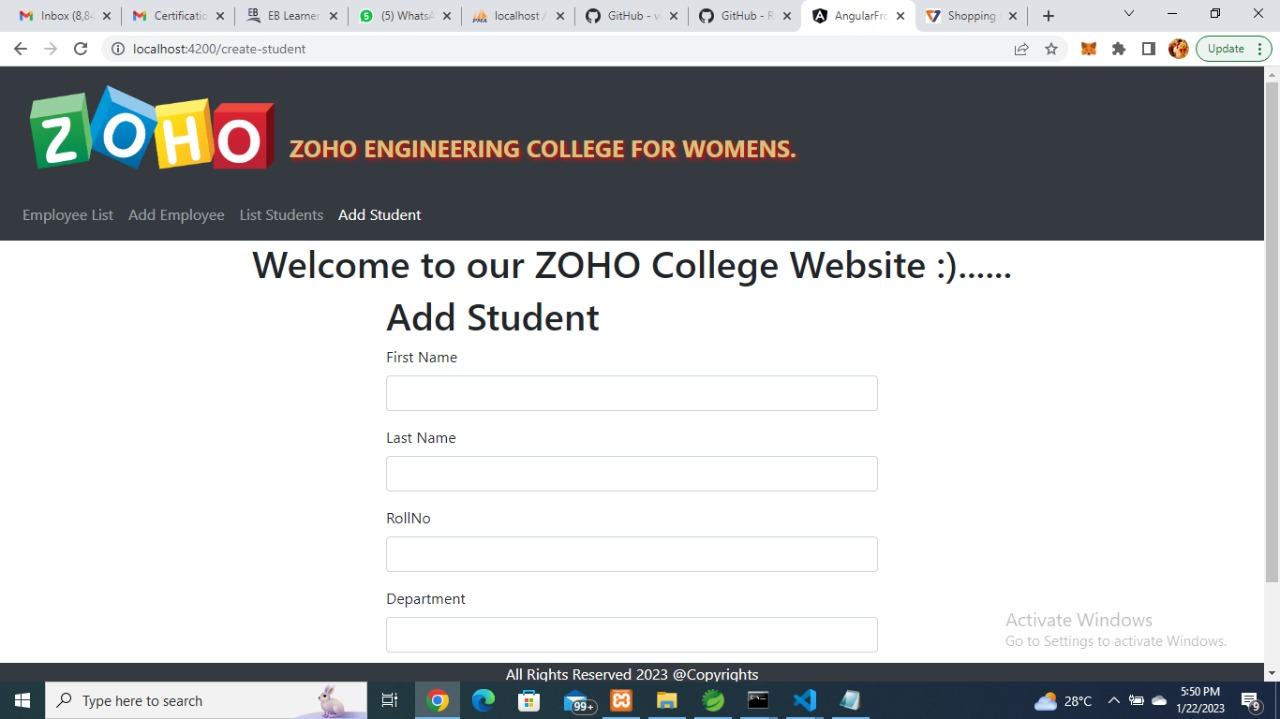 Inbox (8,84
Certificatio
EB Learner
(5) WhatsA
localhost /
GitHub - v
GitHub - R
AngularFro
Shopping
localhost:4200/create-student
Update
ZOHO
ZOHO ENGINEERING COLLEGE FOR WOMENS.
Employee List Add Employee List Students Add Student
Welcome to our ZOHO College Website :)......
Add Student
First Name
Last Name
RollNo
Department
Activate Windows
Go to Settings to activate Windows.
All Rights Reserved 2023 @Copyrights
Type here to search
99+
28°C
5:50 PM
1/22/2023
9